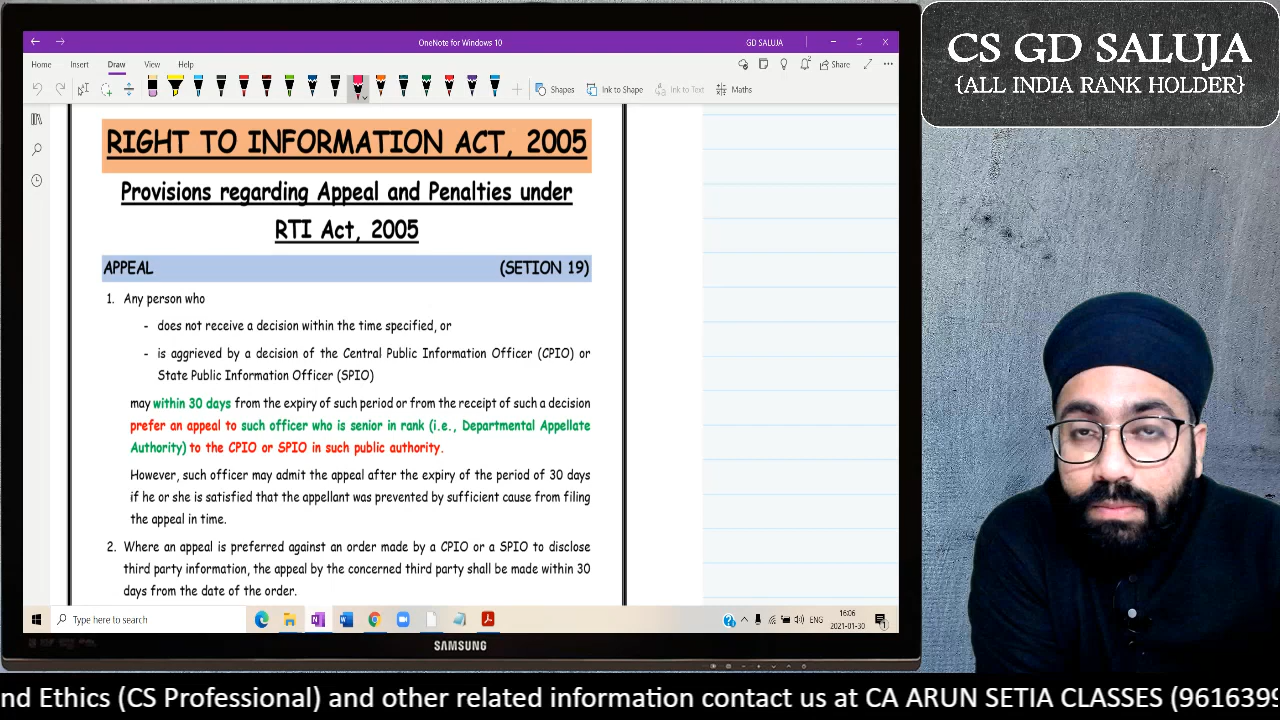 OneNote for Windows 10
GD SALUJA
Home Insert Draw View Help
Share
Shapes Ink to Shape Ink to Text Maths
CS GD SALUJA
{ALL INDIA RANK HOLDER}
RIGHT TO INFORMATION ACT, 2005
Provisions regarding Appeal and Penalties under
RTI Act, 2005
APPEAL (SETION 19)
1. Any person who
- does not receive a decision within the time specified, or
- is aggrieved by a decision of the Central Public Information Officer (CPIO) or
State Public Information Officer (SPIO)
may within 30 days from the expiry of such period or from the receipt of such a decision
prefer an appeal to such officer who is senior in rank (i.e., Departmental Appellate
Authority) to the CPIO or SPIO in such public authority.
However, such officer may admit the appeal after the expiry of the period of 30 days
if he or she is satisfied that the appellant was prevented by sufficient cause from filing
the appeal in time.
2. Where an appeal is preferred against an order made by a CPIO or a SPIO to disclose
third party information, the appeal by the concerned third party shall be made within 30
days from the date of the order.
Type here to search
ENG
16:06
2021-01-30
SAMSUNG
nd Ethics (CS Professional) and other related information contact us at CA ARUN SETIA CLASSES (9616399